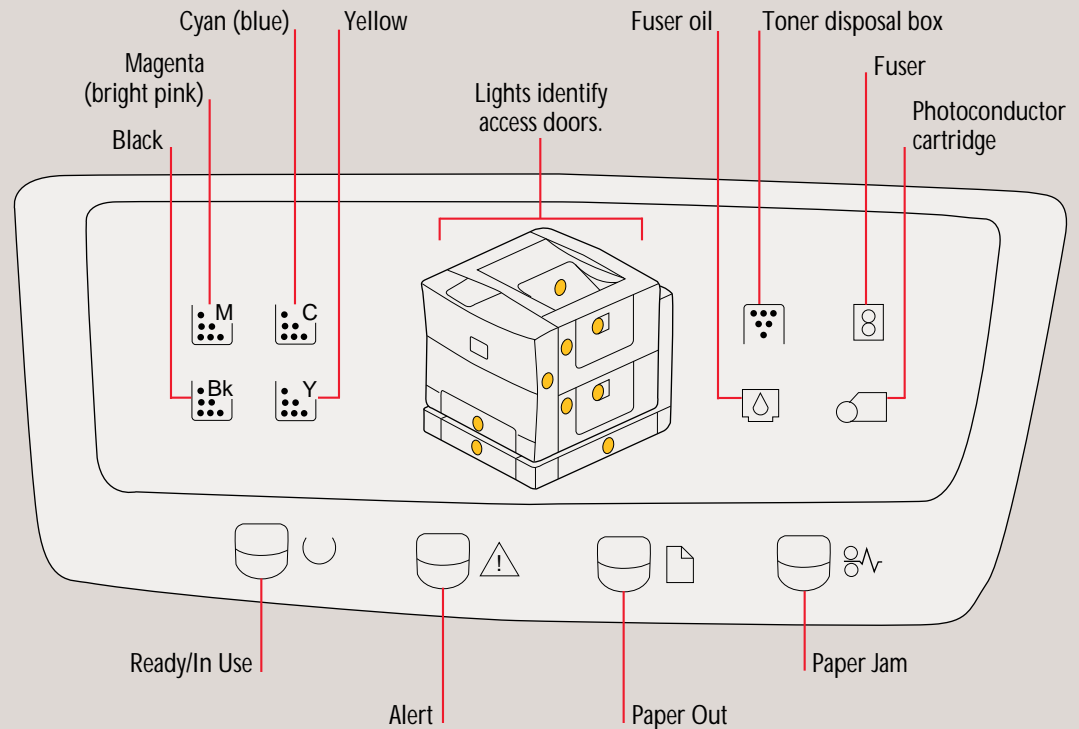 Cyan (blue)
Yellow
Fuser oil
Toner disposal box
Magenta
(bright pink)
Fuser
Lights identify
access doors.
Photoconductor
cartridge
Black
M
C
Bk
Y
!
Ready/In Use
Paper Jam
Alert
Paper Out